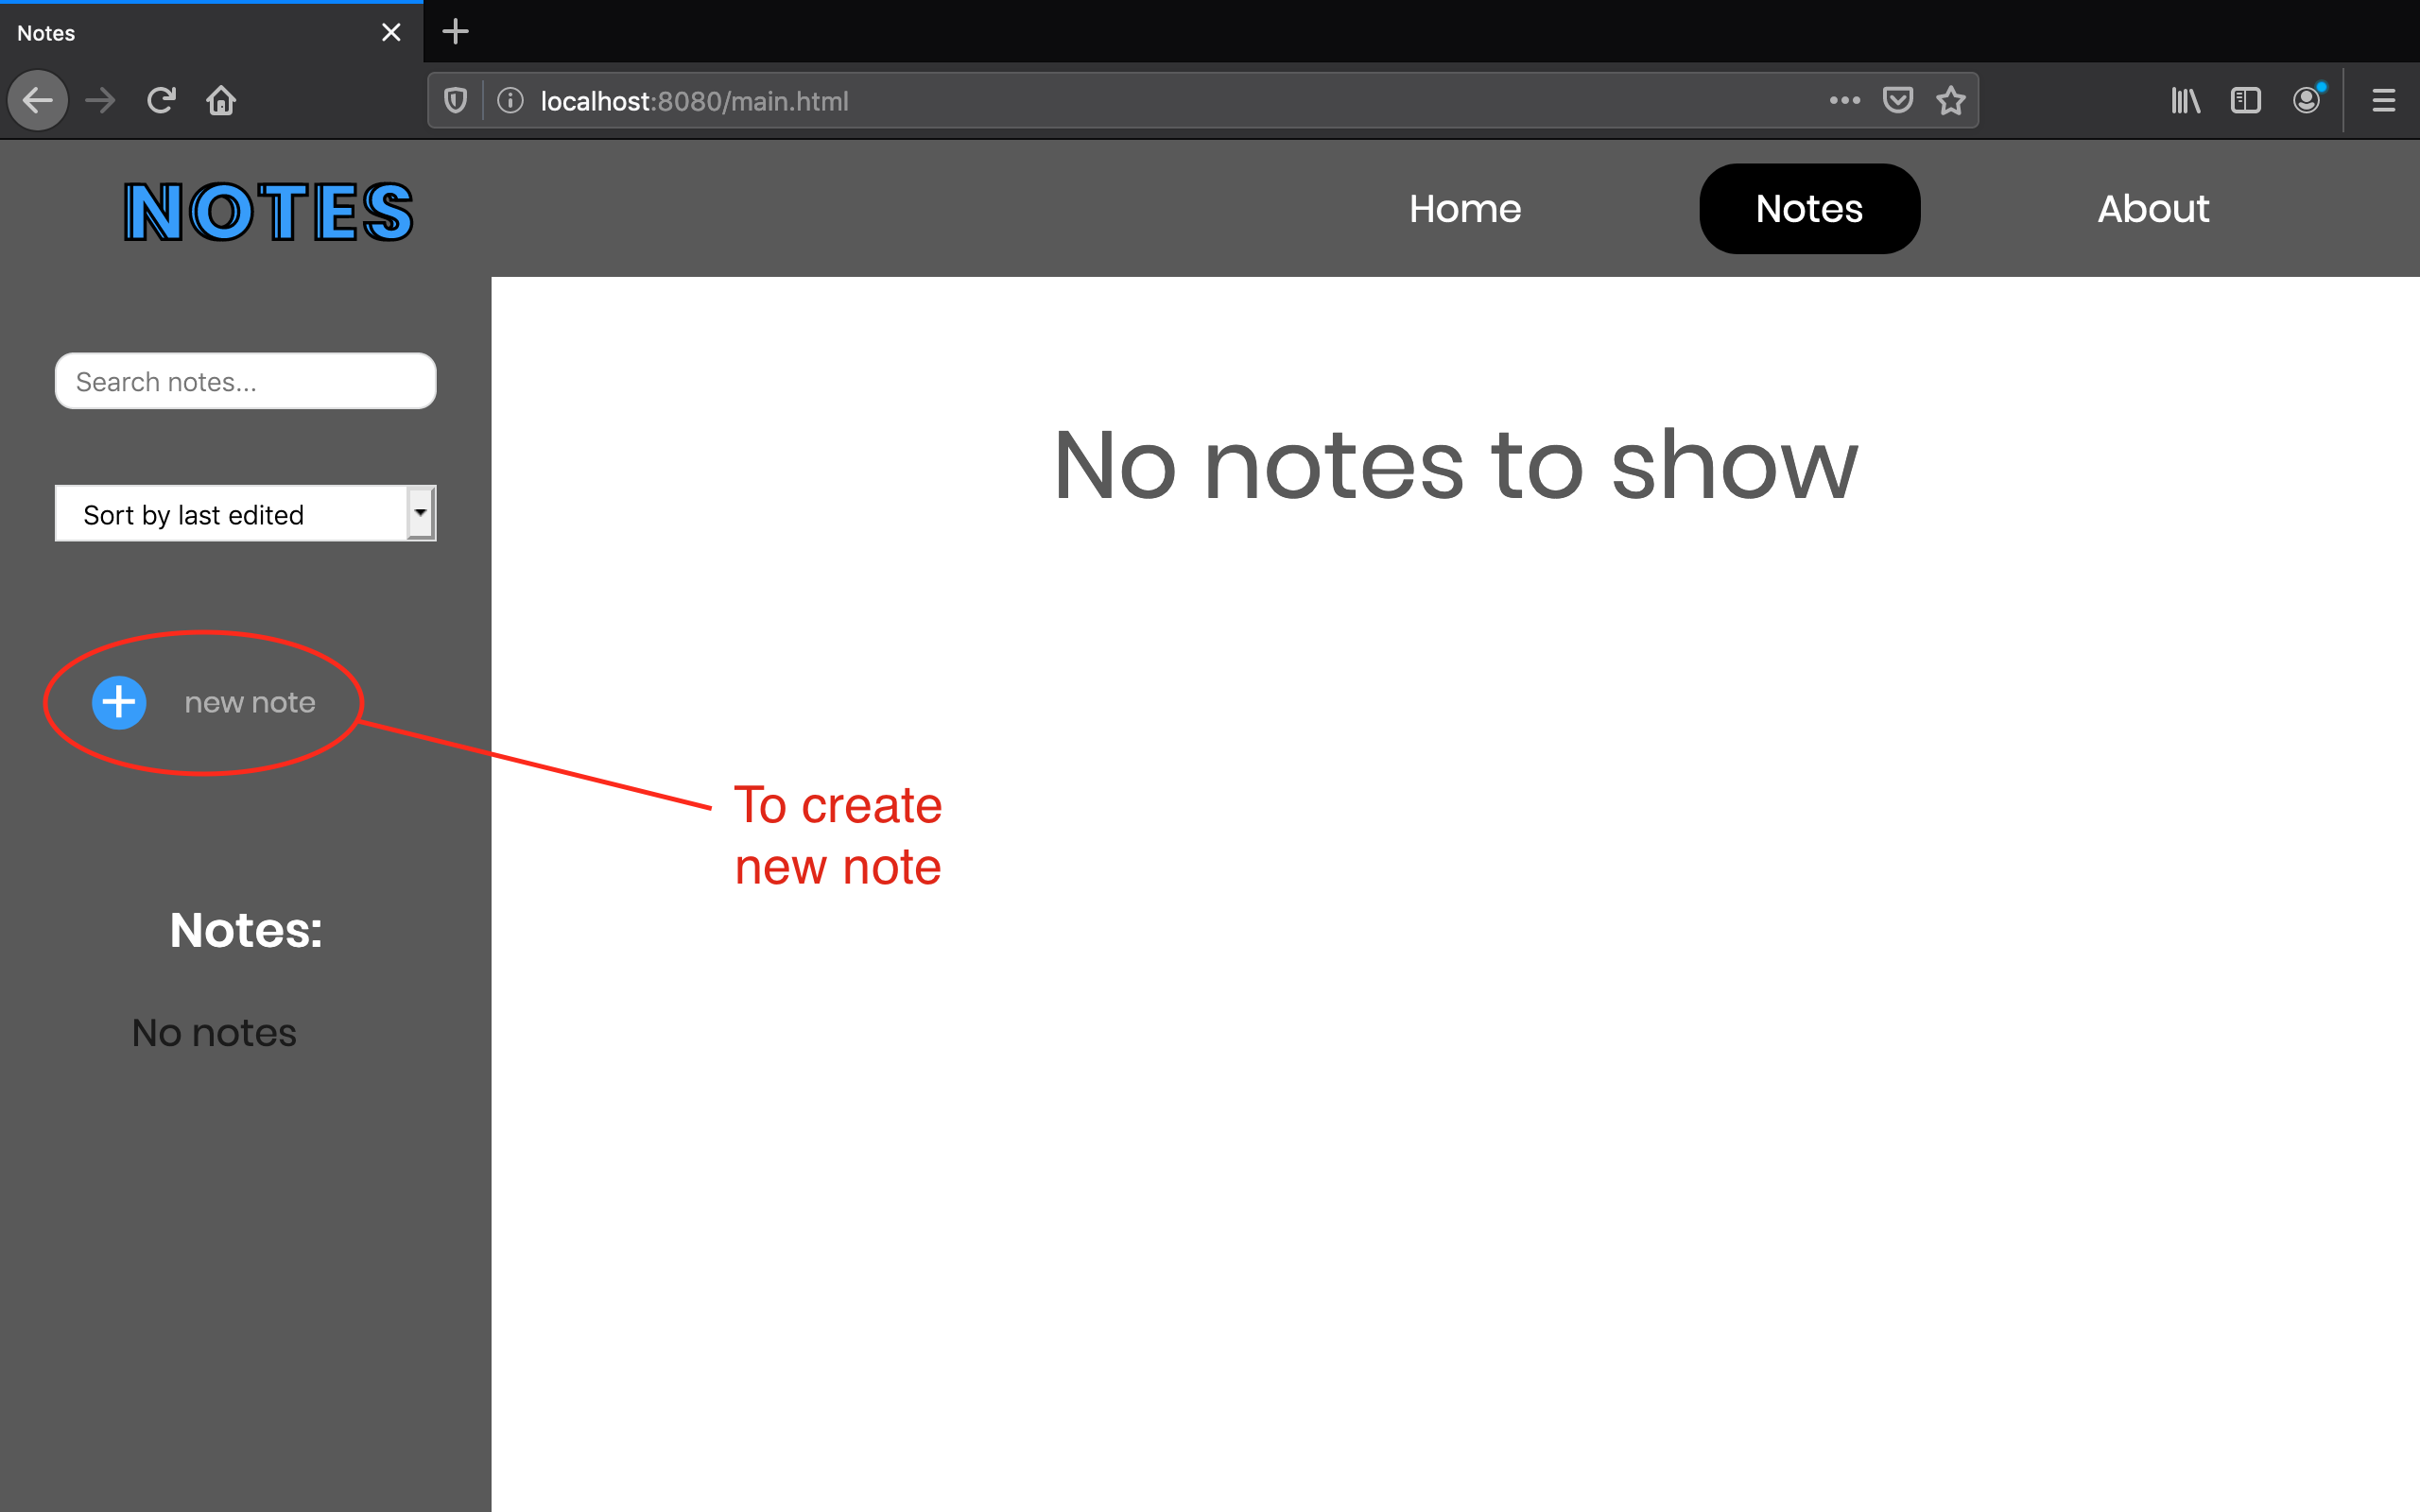 Notes
localhost:8080/main.html
NOTES
Home
Notes
About
Search notes...
No notes to show
Sort by last edited
new note
To create
new note
Notes:
No notes